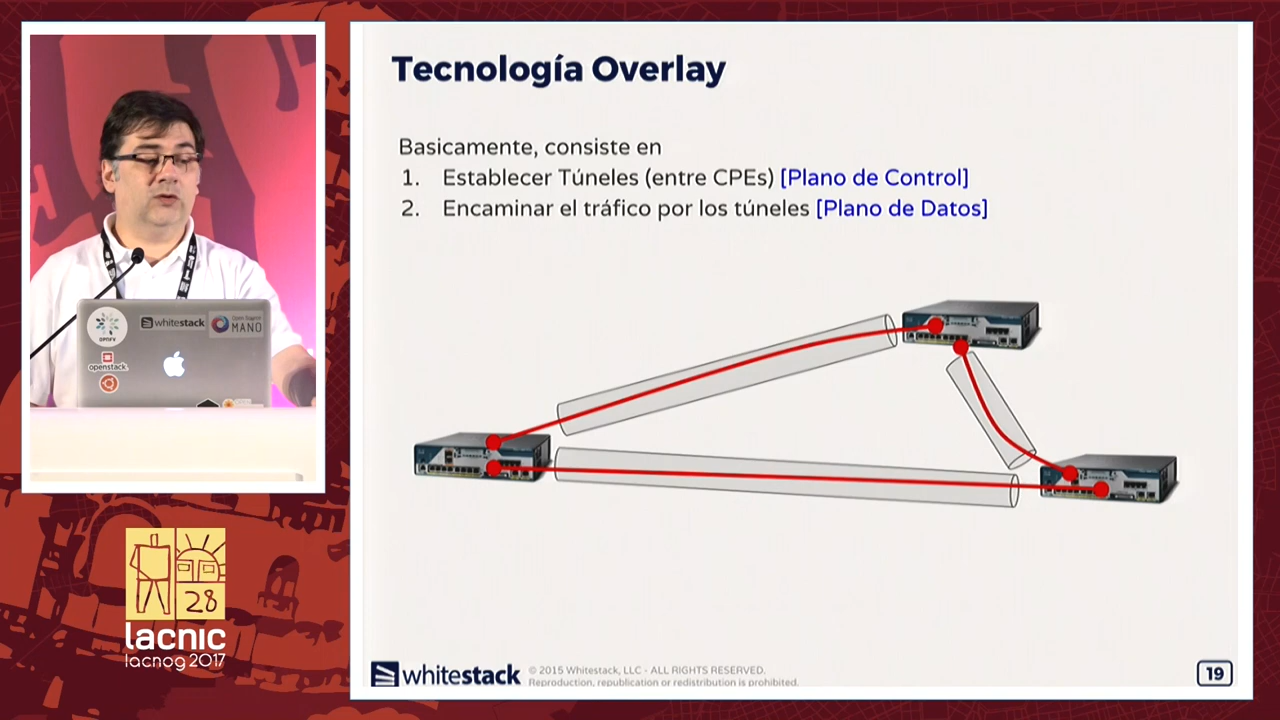 Tecnología Overlay
Basicamente, consiste en
1. Establecer Túneles (entre CPEs) [Plano de Control]
2. Encaminar el tráfico por los túneles [Plano de Datos]
whitestack
Open Source
MANO
OPNFV
openstack.
28
lacnic
lacnog 2017
whitestack
© 2015 Whitestack, LLC - ALL RIGHTS RESERVED.
Reproduction, republication or redistribution is prohibited.
19